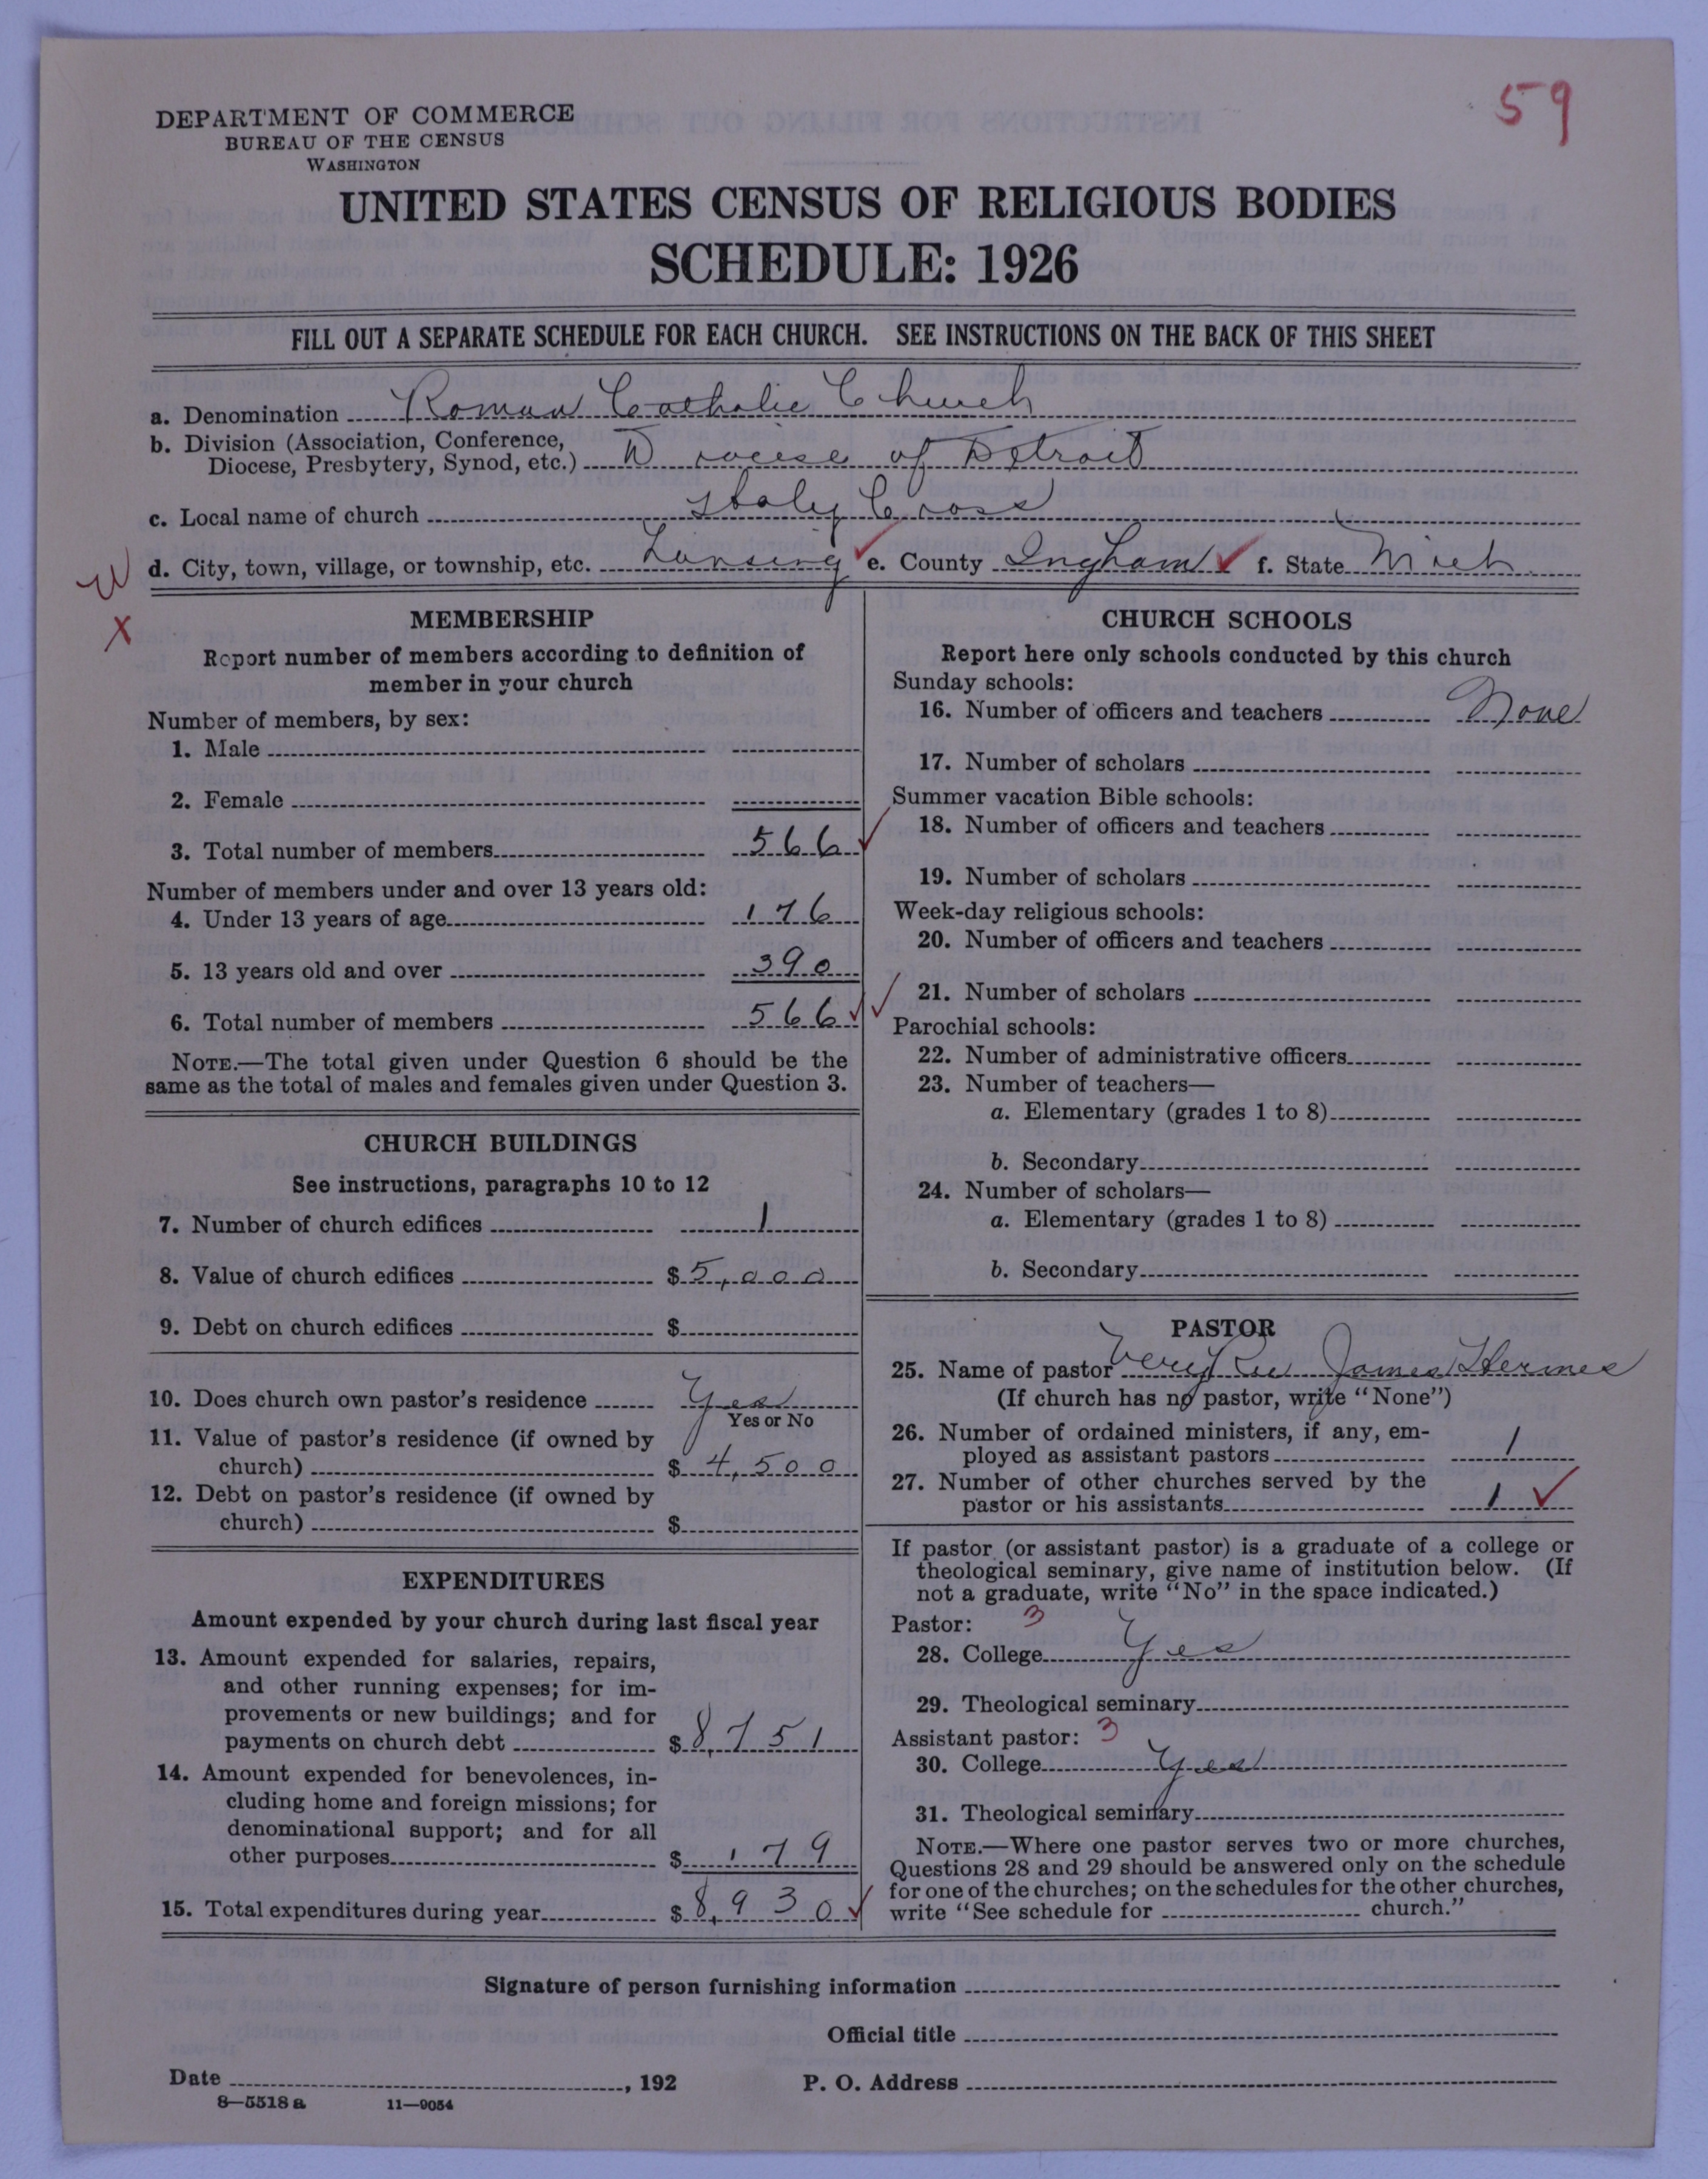 59
DEPARTMENT OF COMMERCE
BUREAU OF THE CENSUS
WASHINGTON
UNITED STATES CENSUS OF RELIGIOUS BODIES
SCHEDULE: 1926
FILL OUT A SEPARATE SCHEDULE FOR EACH CHURCH. SEE INSTRUCTIONS ON THE BACK OF THIS SHEET
a. Denomination Roman Catholic Church
b. Division (Association, Conference,
Diocese, Presbytery, Synod, etc.) Diocese of Detroit
c. Local name of church Holy Cross
d. City, town, village, or township, etc. Lansing ✓ e. County Ingham ✓ f. State Mich.
W
X
MEMBERSHIP
Report number of members according to definition of
member in your church
Number of members, by sex:
1. Male
2. Female
3. Total number of members 566 ✓
Number of members under and over 13 years old:
4. Under 13 years of age 176
5. 13 years old and over 390
6. Total number of members 566 ✓✓
NOTE.—The total given under Question 6 should be the
same as the total of males and females given under Question 3.
CHURCH BUILDINGS
See instructions, paragraphs 10 to 12
7. Number of church edifices 1
8. Value of church edifices $ 5,000
9. Debt on church edifices $
10. Does church own pastor's residence Yes
Yes or No
11. Value of pastor's residence (if owned by
church) $ 4,500
12. Debt on pastor's residence (if owned by
church) $
EXPENDITURES
Amount expended by your church during last fiscal year
13. Amount expended for salaries, repairs,
and other running expenses; for im-
provements or new buildings; and for
payments on church debt $ 8,751
14. Amount expended for benevolences, in-
cluding home and foreign missions; for
denominational support; and for all
other purposes $ 179
15. Total expenditures during year $ 8,930 ✓
CHURCH SCHOOLS
Report here only schools conducted by this church
Sunday schools:
16. Number of officers and teachers None
17. Number of scholars
Summer vacation Bible schools:
18. Number of officers and teachers
19. Number of scholars
Week-day religious schools:
20. Number of officers and teachers
21. Number of scholars
Parochial schools:
22. Number of administrative officers
23. Number of teachers—
a. Elementary (grades 1 to 8)
b. Secondary
24. Number of scholars—
a. Elementary (grades 1 to 8)
b. Secondary
PASTOR
25. Name of pastor Very Rev James Hermes
(If church has no pastor, write "None")
26. Number of ordained ministers, if any, em-
ployed as assistant pastors 1
27. Number of other churches served by the
pastor or his assistants 1 ✓
If pastor (or assistant pastor) is a graduate of a college or
theological seminary, give name of institution below. (If
not a graduate, write "No" in the space indicated.)
Pastor: 3
28. College Yes
29. Theological seminary
Assistant pastor: 3
30. College Yes
31. Theological seminary
NOTE.—Where one pastor serves two or more churches,
Questions 28 and 29 should be answered only on the schedule
for one of the churches; on the schedules for the other churches,
write "See schedule for church."
Signature of person furnishing information
Official title
Date , 192
P. O. Address
8—5518 a 11—9054